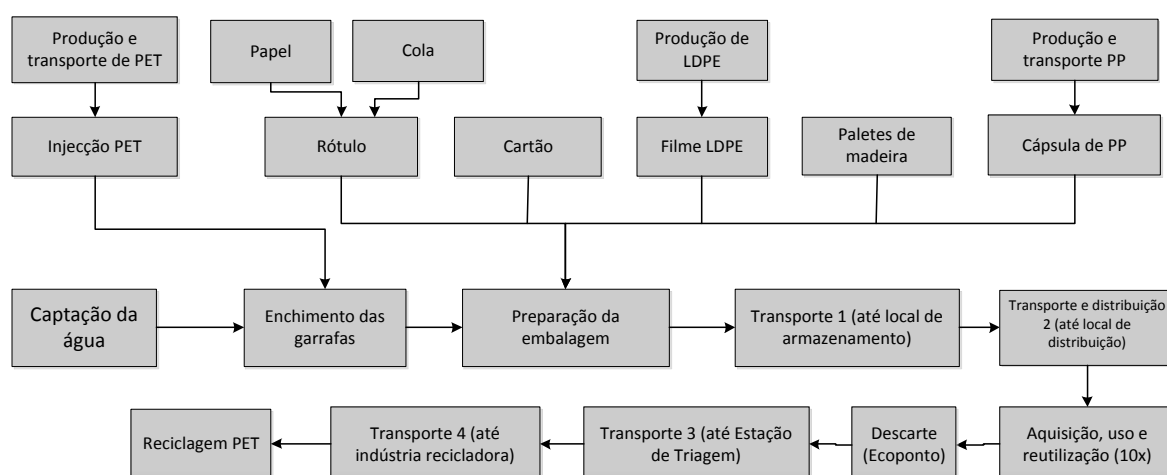 Produção e
transporte de PET
Papel
Cola
Produção de
LDPE
Produção e
transporte PP
Injecção PET
Rótulo
Cartão
Filme LDPE
Paletes de
madeira
Cápsula de PP
Captação da
água
Enchimento das
garrafas
Preparação da
embalagem
Transporte 1 (até local de
armazenamento)
Transporte e distribuição
2 (até local de
distribuição)
Reciclagem PET
Transporte 4 (até
indústria recicladora)
Transporte 3 (até Estação
de Triagem)
Descarte
(Ecoponto)
Aquisição, uso e
reutilização (10x)